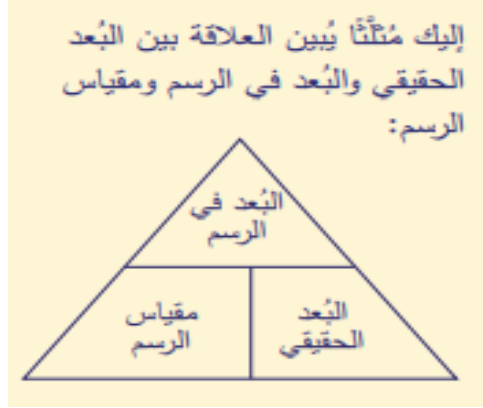 إليك مُثلَّثًا يُبين العلاقة بين البُعد
الحقيقي والبُعد في الرسم ومقياس
الرسم:
البُعد في
الرسم
البُعد
الحقيقي
مقياس
الرسم